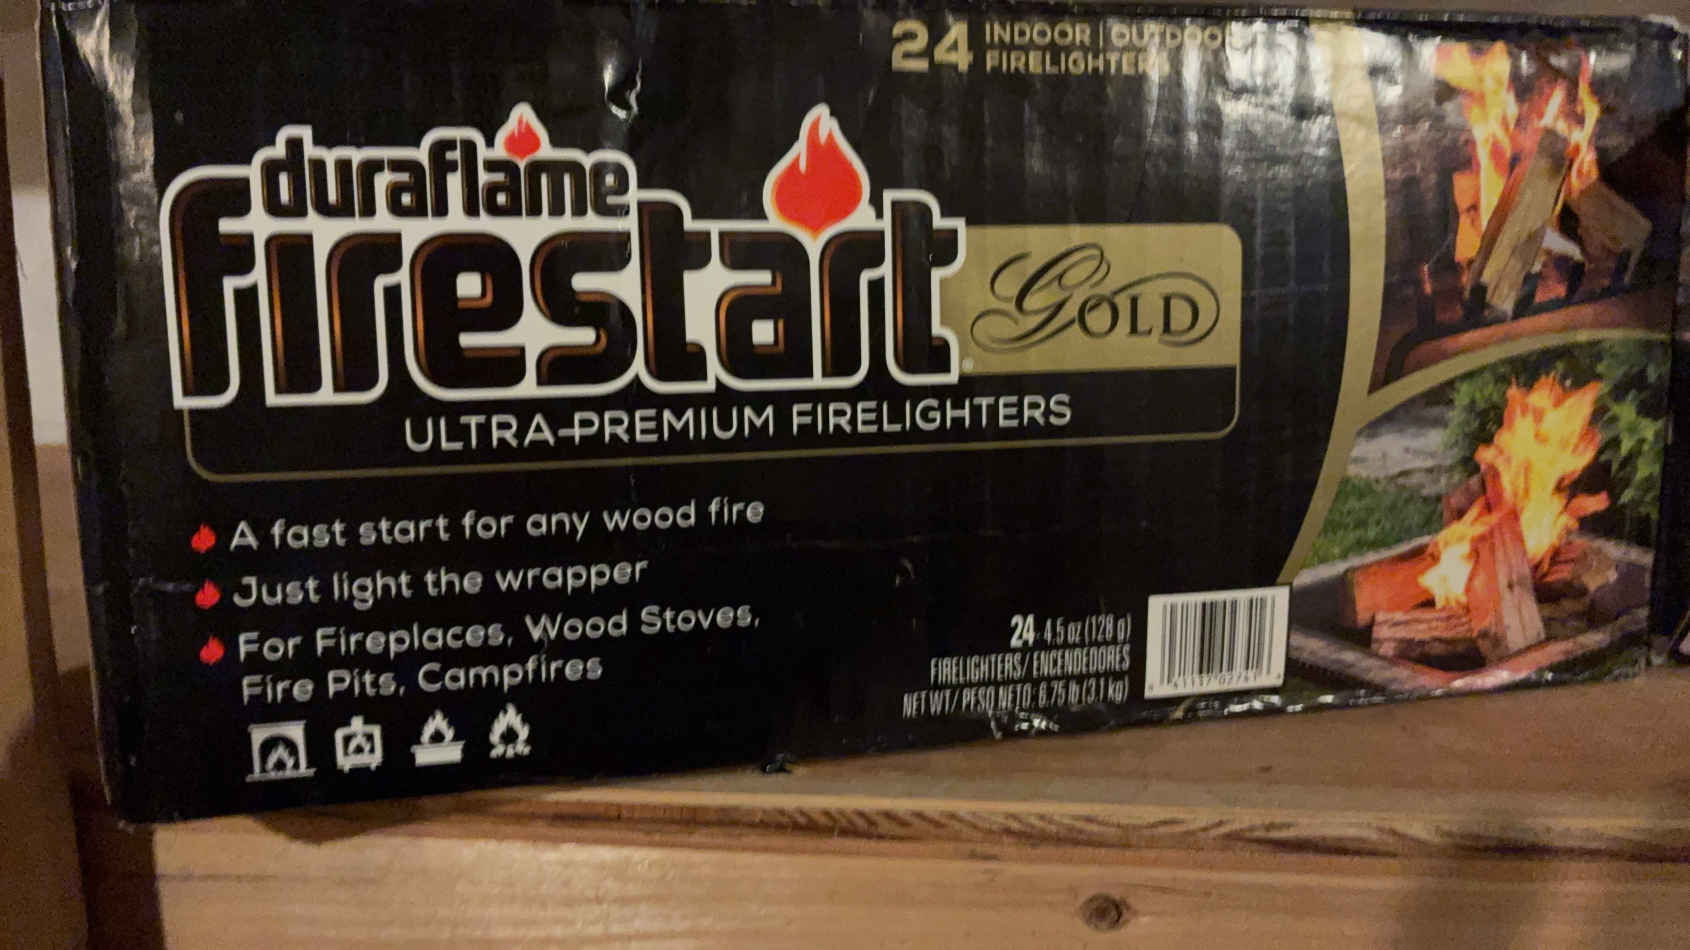 24 INDOOR | OUTDOOR
FIRELIGHTERS
duraflame
firestart®
GOLD
ULTRA-PREMIUM FIRELIGHTERS
A fast start for any wood fire
Just light the wrapper
For Fireplaces, Wood Stoves,
Fire Pits, Campfires
24-4.5 oz (128 g)
FIRELIGHTERS/ ENCENDEDORES
NET WT/ PESO NETO: 6.75 lb (3.1 kg)